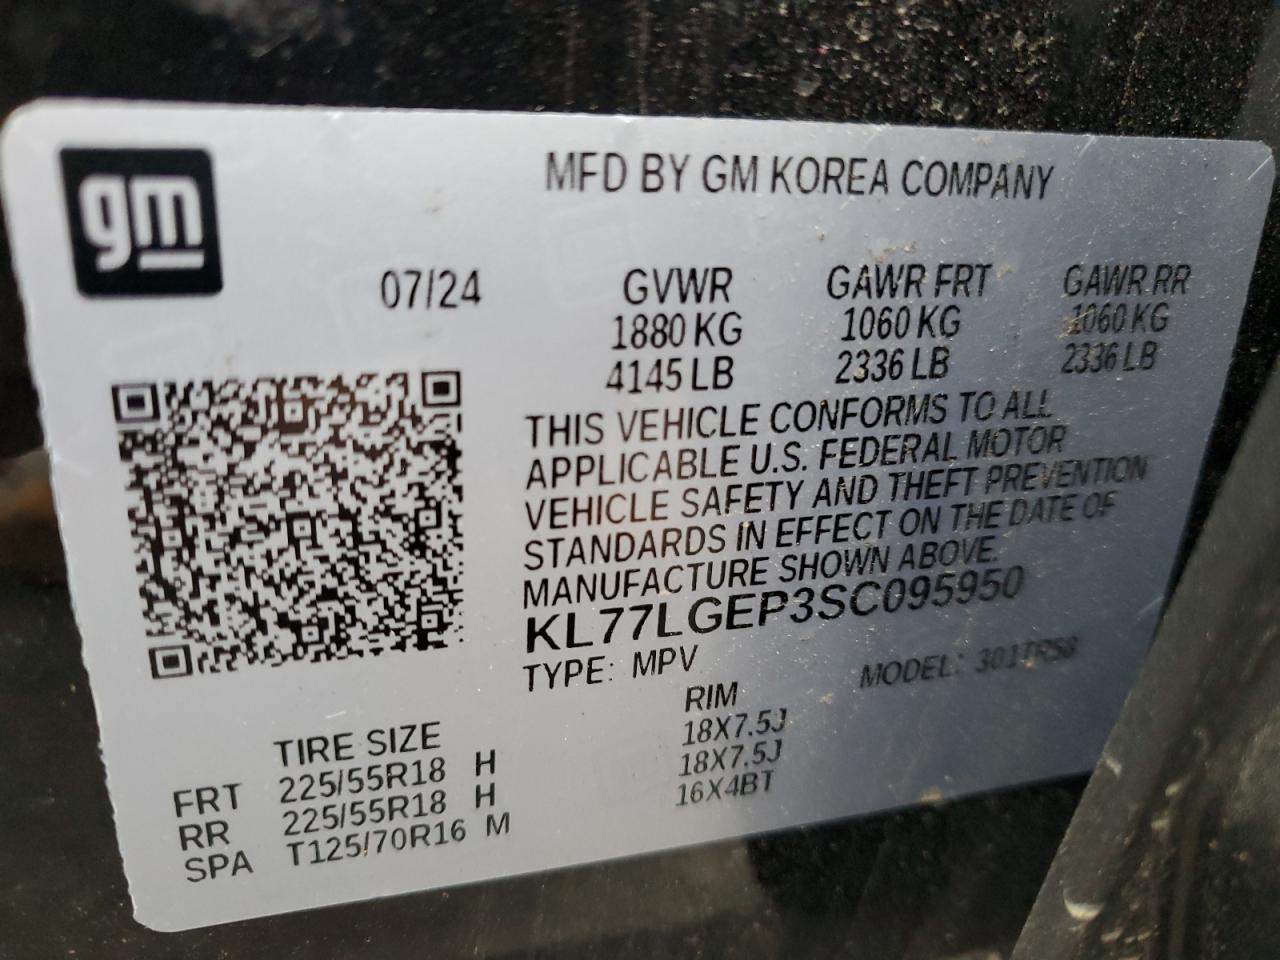 gm
MFD BY GM KOREA COMPANY
07/24
GVWR GAWR FRT GAWR RR
1880 KG 1060 KG 1060 KG
4145 LB 2336 LB 2336 LB
THIS VEHICLE CONFORMS TO ALL
APPLICABLE U.S. FEDERAL MOTOR
VEHICLE SAFETY AND THEFT PREVENTION
STANDARDS IN EFFECT ON THE DATE OF
MANUFACTURE SHOWN ABOVE.
KL77LGEP3SC095950
TYPE: MPV MODEL: 301TR58
TIRE SIZE RIM
FRT 225/55R18 H 18X7.5J
RR 225/55R18 H 18X7.5J
SPA T125/70R16 M 16X4BT